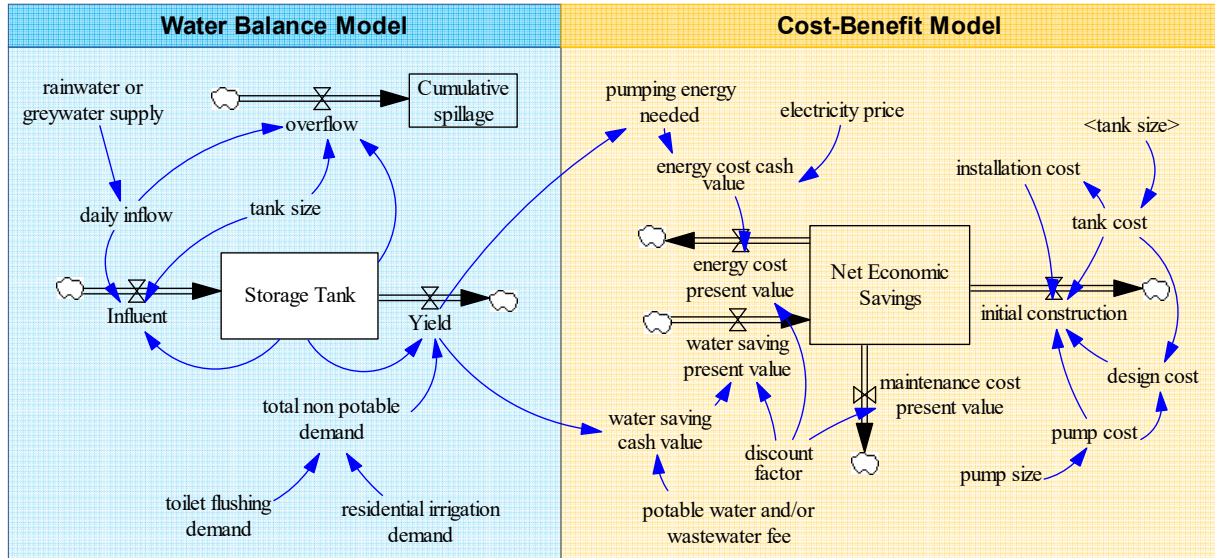 Water Balance Model
rainwater or
greywater supply
overflow
Cumulative
spillage
daily inflow
tank size
Storage Tank
Influent
Yield
total non potable
demand
toilet flushing
demand
residential irrigation
demand
Cost-Benefit Model
pumping energy
needed
electricity price
energy cost cash
value
<tank size>
installation cost
tank cost
energy cost
present value
Net Economic
Savings
initial construction
water saving
present value
maintenance cost
present value
design cost
water saving
cash value
discount
factor
pump cost
pump size
potable water and/or
wastewater fee